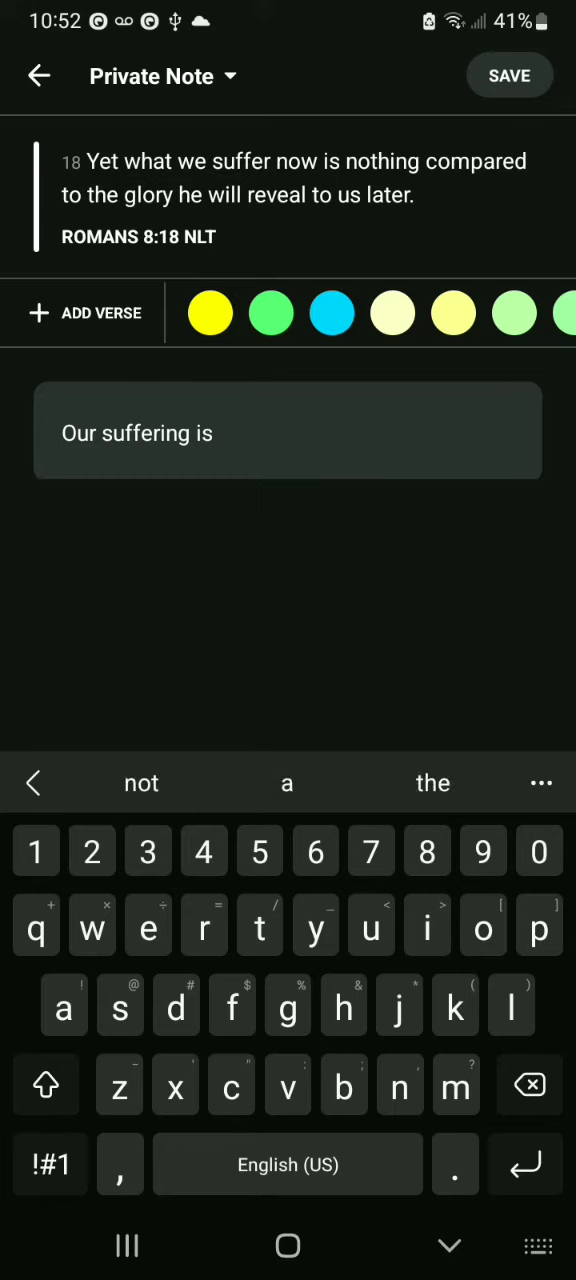 10:52 41%
Private Note SAVE
18 Yet what we suffer now is nothing compared
to the glory he will reveal to us later.
ROMANS 8:18 NLT
+ ADD VERSE
Our suffering is
not a the ...
1 2 3 4 5 6 7 8 9 0
+ × ÷ = / _ < > [ ]
q w e r t y u i o p
! @ # $ % & * ( )
a s d f g h j k l
- ' " : ; , ?
z x c v b n m
!#1 , English (US) .